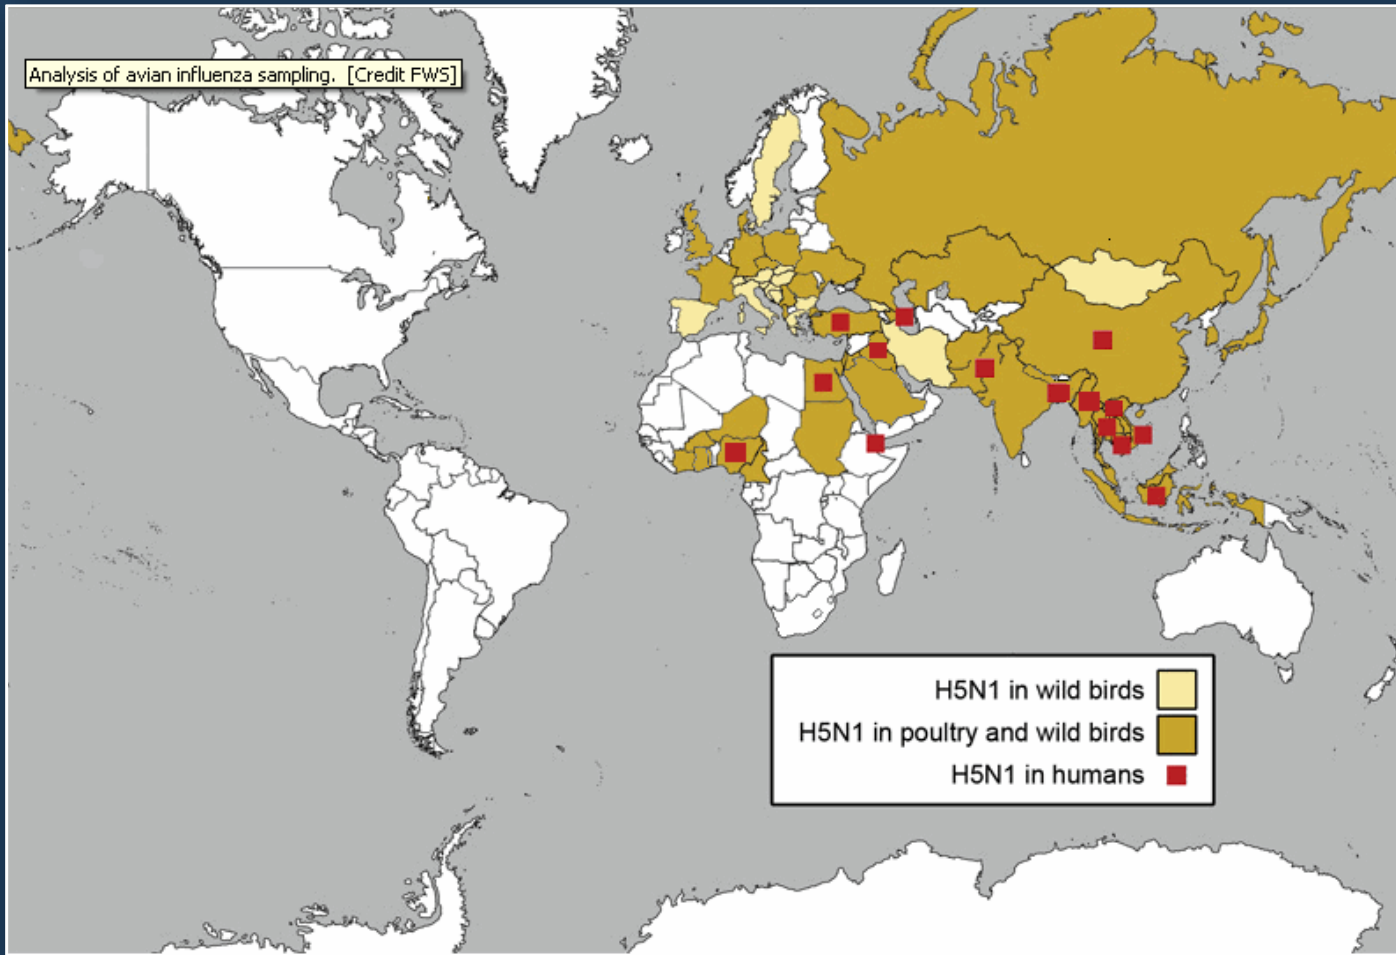 Analysis of avian influenza sampling. [Credit FWS]
H5N1 in wild birds
H5N1 in poultry and wild birds
H5N1 in humans